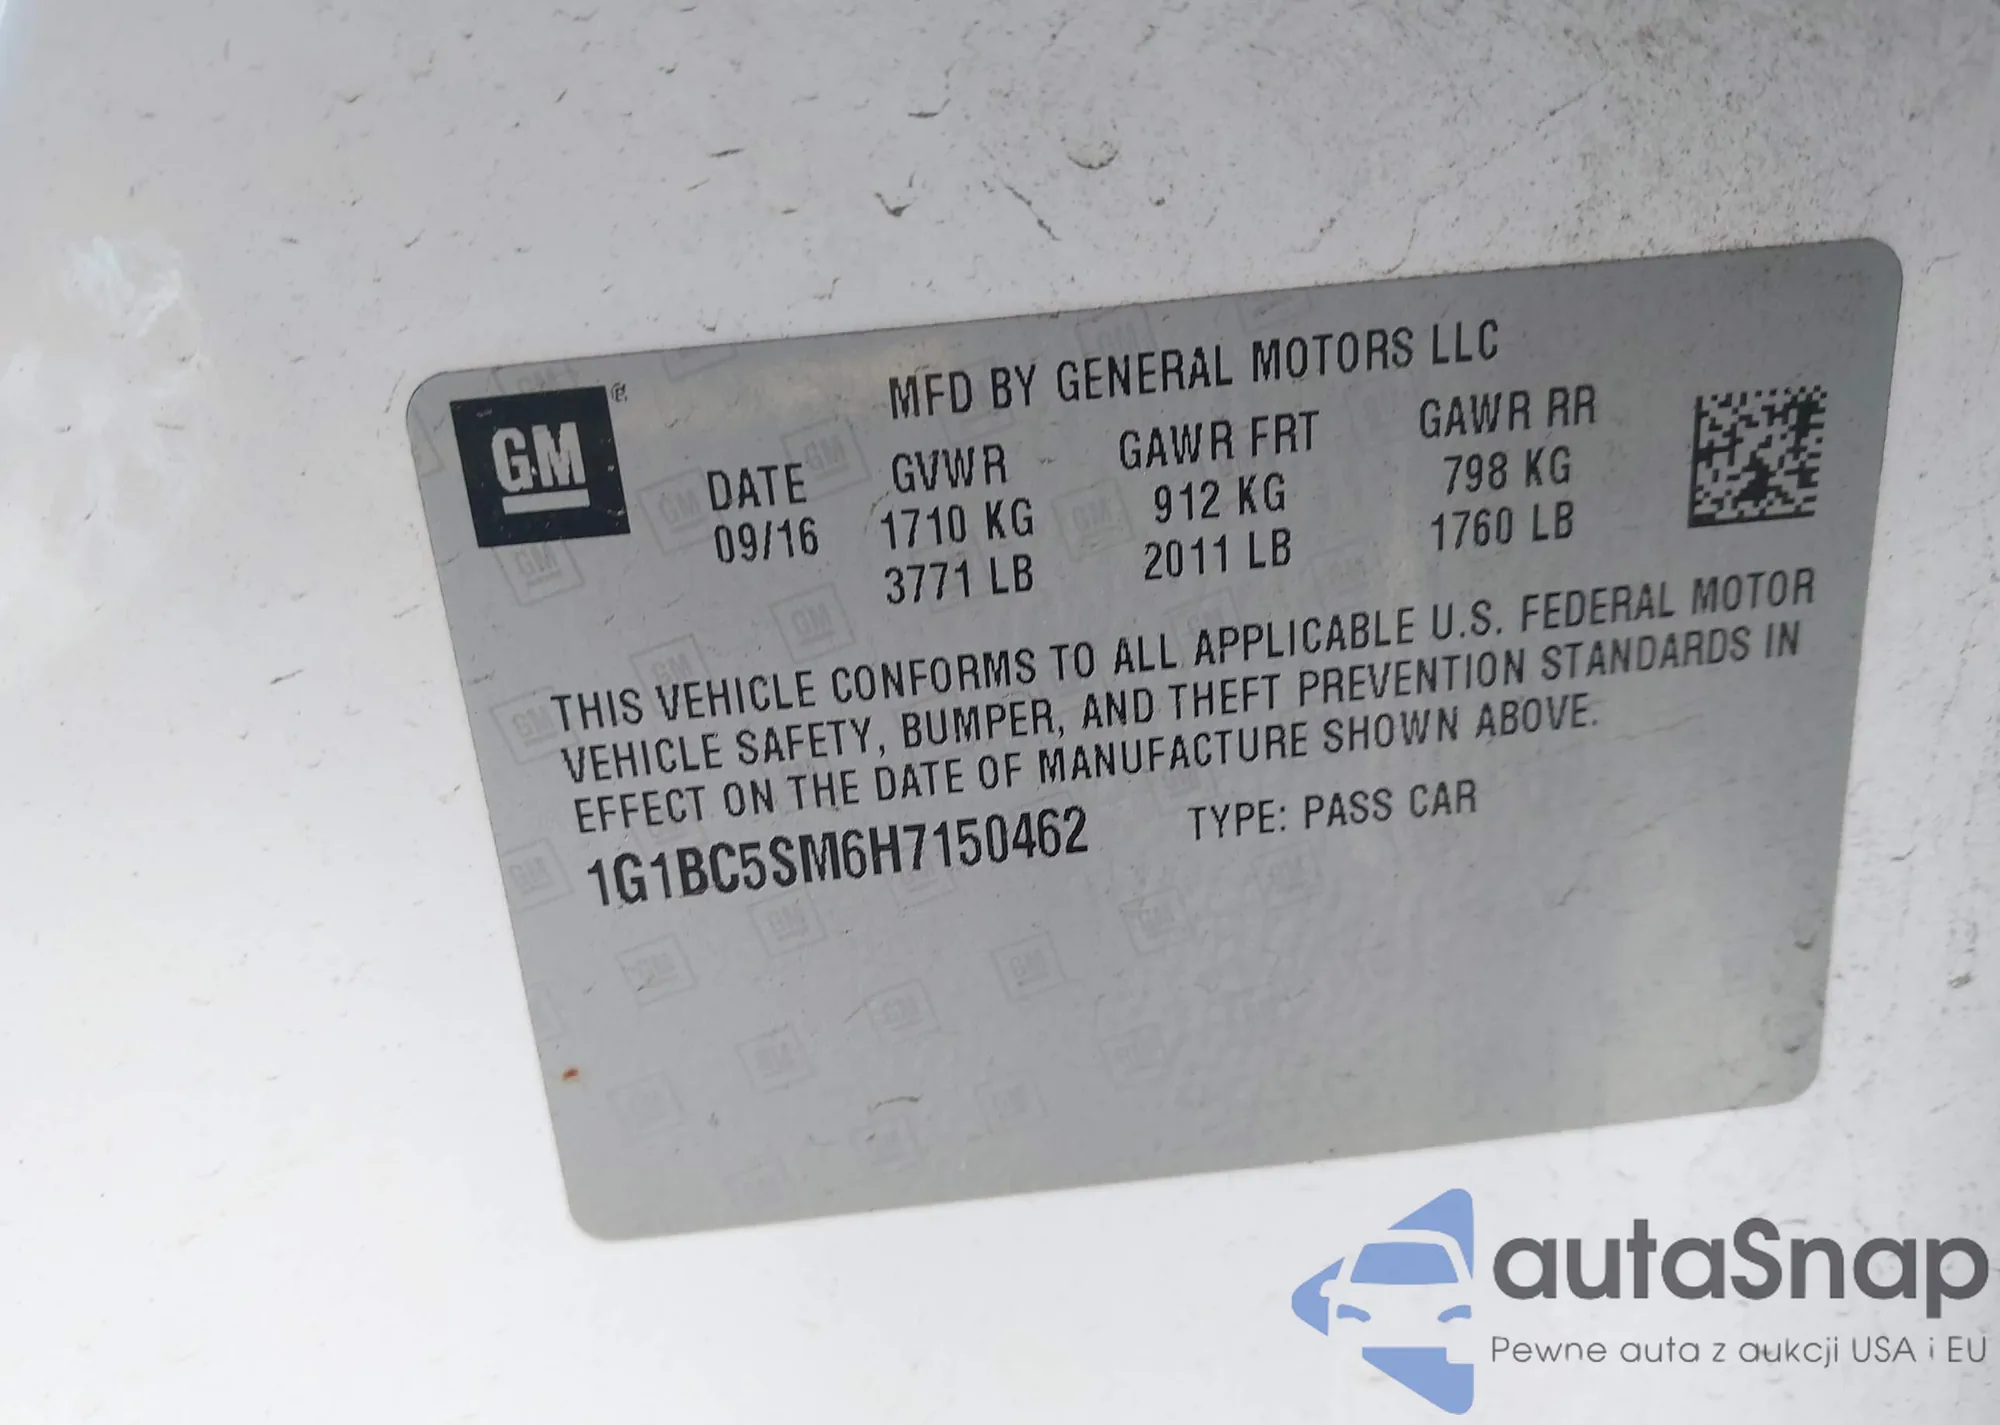 GM
MFD BY GENERAL MOTORS LLC
DATE GVWR GAWR FRT GAWR RR
09/16 1710 KG 912 KG 798 KG
3771 LB 2011 LB 1760 LB
THIS VEHICLE CONFORMS TO ALL APPLICABLE U.S. FEDERAL MOTOR
VEHICLE SAFETY, BUMPER, AND THEFT PREVENTION STANDARDS IN
EFFECT ON THE DATE OF MANUFACTURE SHOWN ABOVE.
1G1BC5SM6H7150462 TYPE: PASS CAR
autaSnap
Pewne auta z aukcji USA i EU